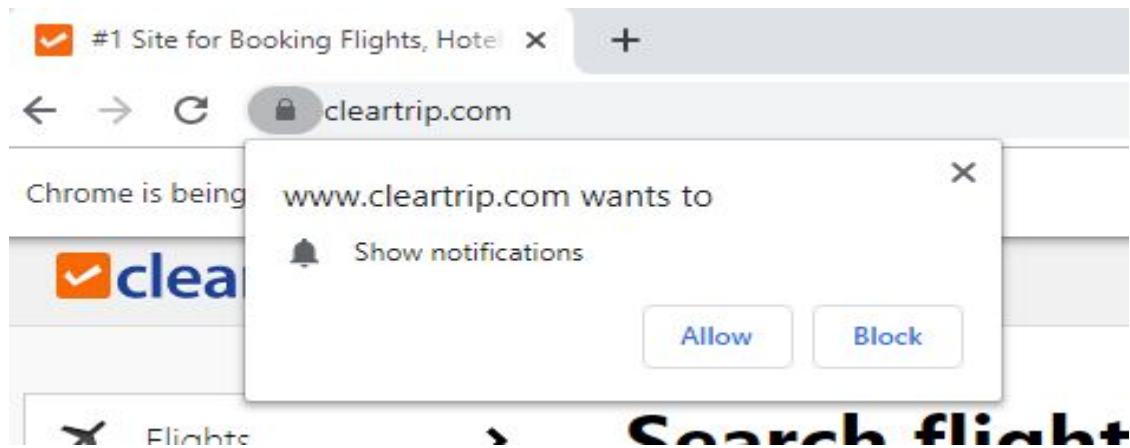 #1 Site for Booking Flights, Hotel
cleartrip.com
Chrome is being
www.cleartrip.com wants to
Show notifications
clea
Allow Block
Flights
Search flight